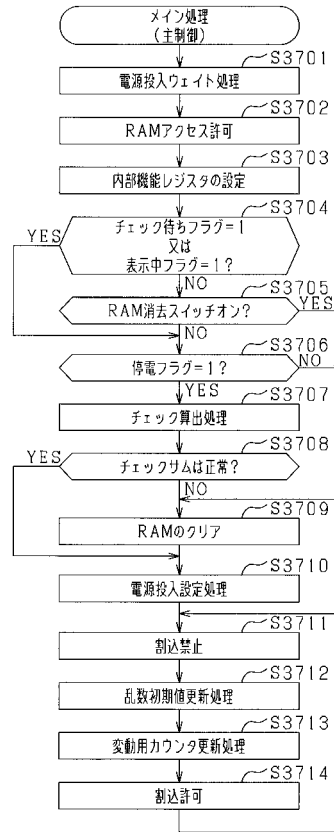 メイン処理
(主制御)
S3701
電源投入ウェイト処理
S3702
RAMアクセス許可
S3703
内部機能レジスタの設定
S3704
チェック待ちフラグ=1
又は
表示中フラグ=1?
YES
NO
S3705
RAM消去スイッチオン?
YES
NO
S3706
停電フラグ=1?
NO
YES
S3707
チェック算出処理
S3708
チェックサムは正常?
YES
NO
S3709
RAMのクリア
S3710
電源投入設定処理
S3711
割込禁止
S3712
乱数初期値更新処理
S3713
変動用カウンタ更新処理
S3714
割込許可